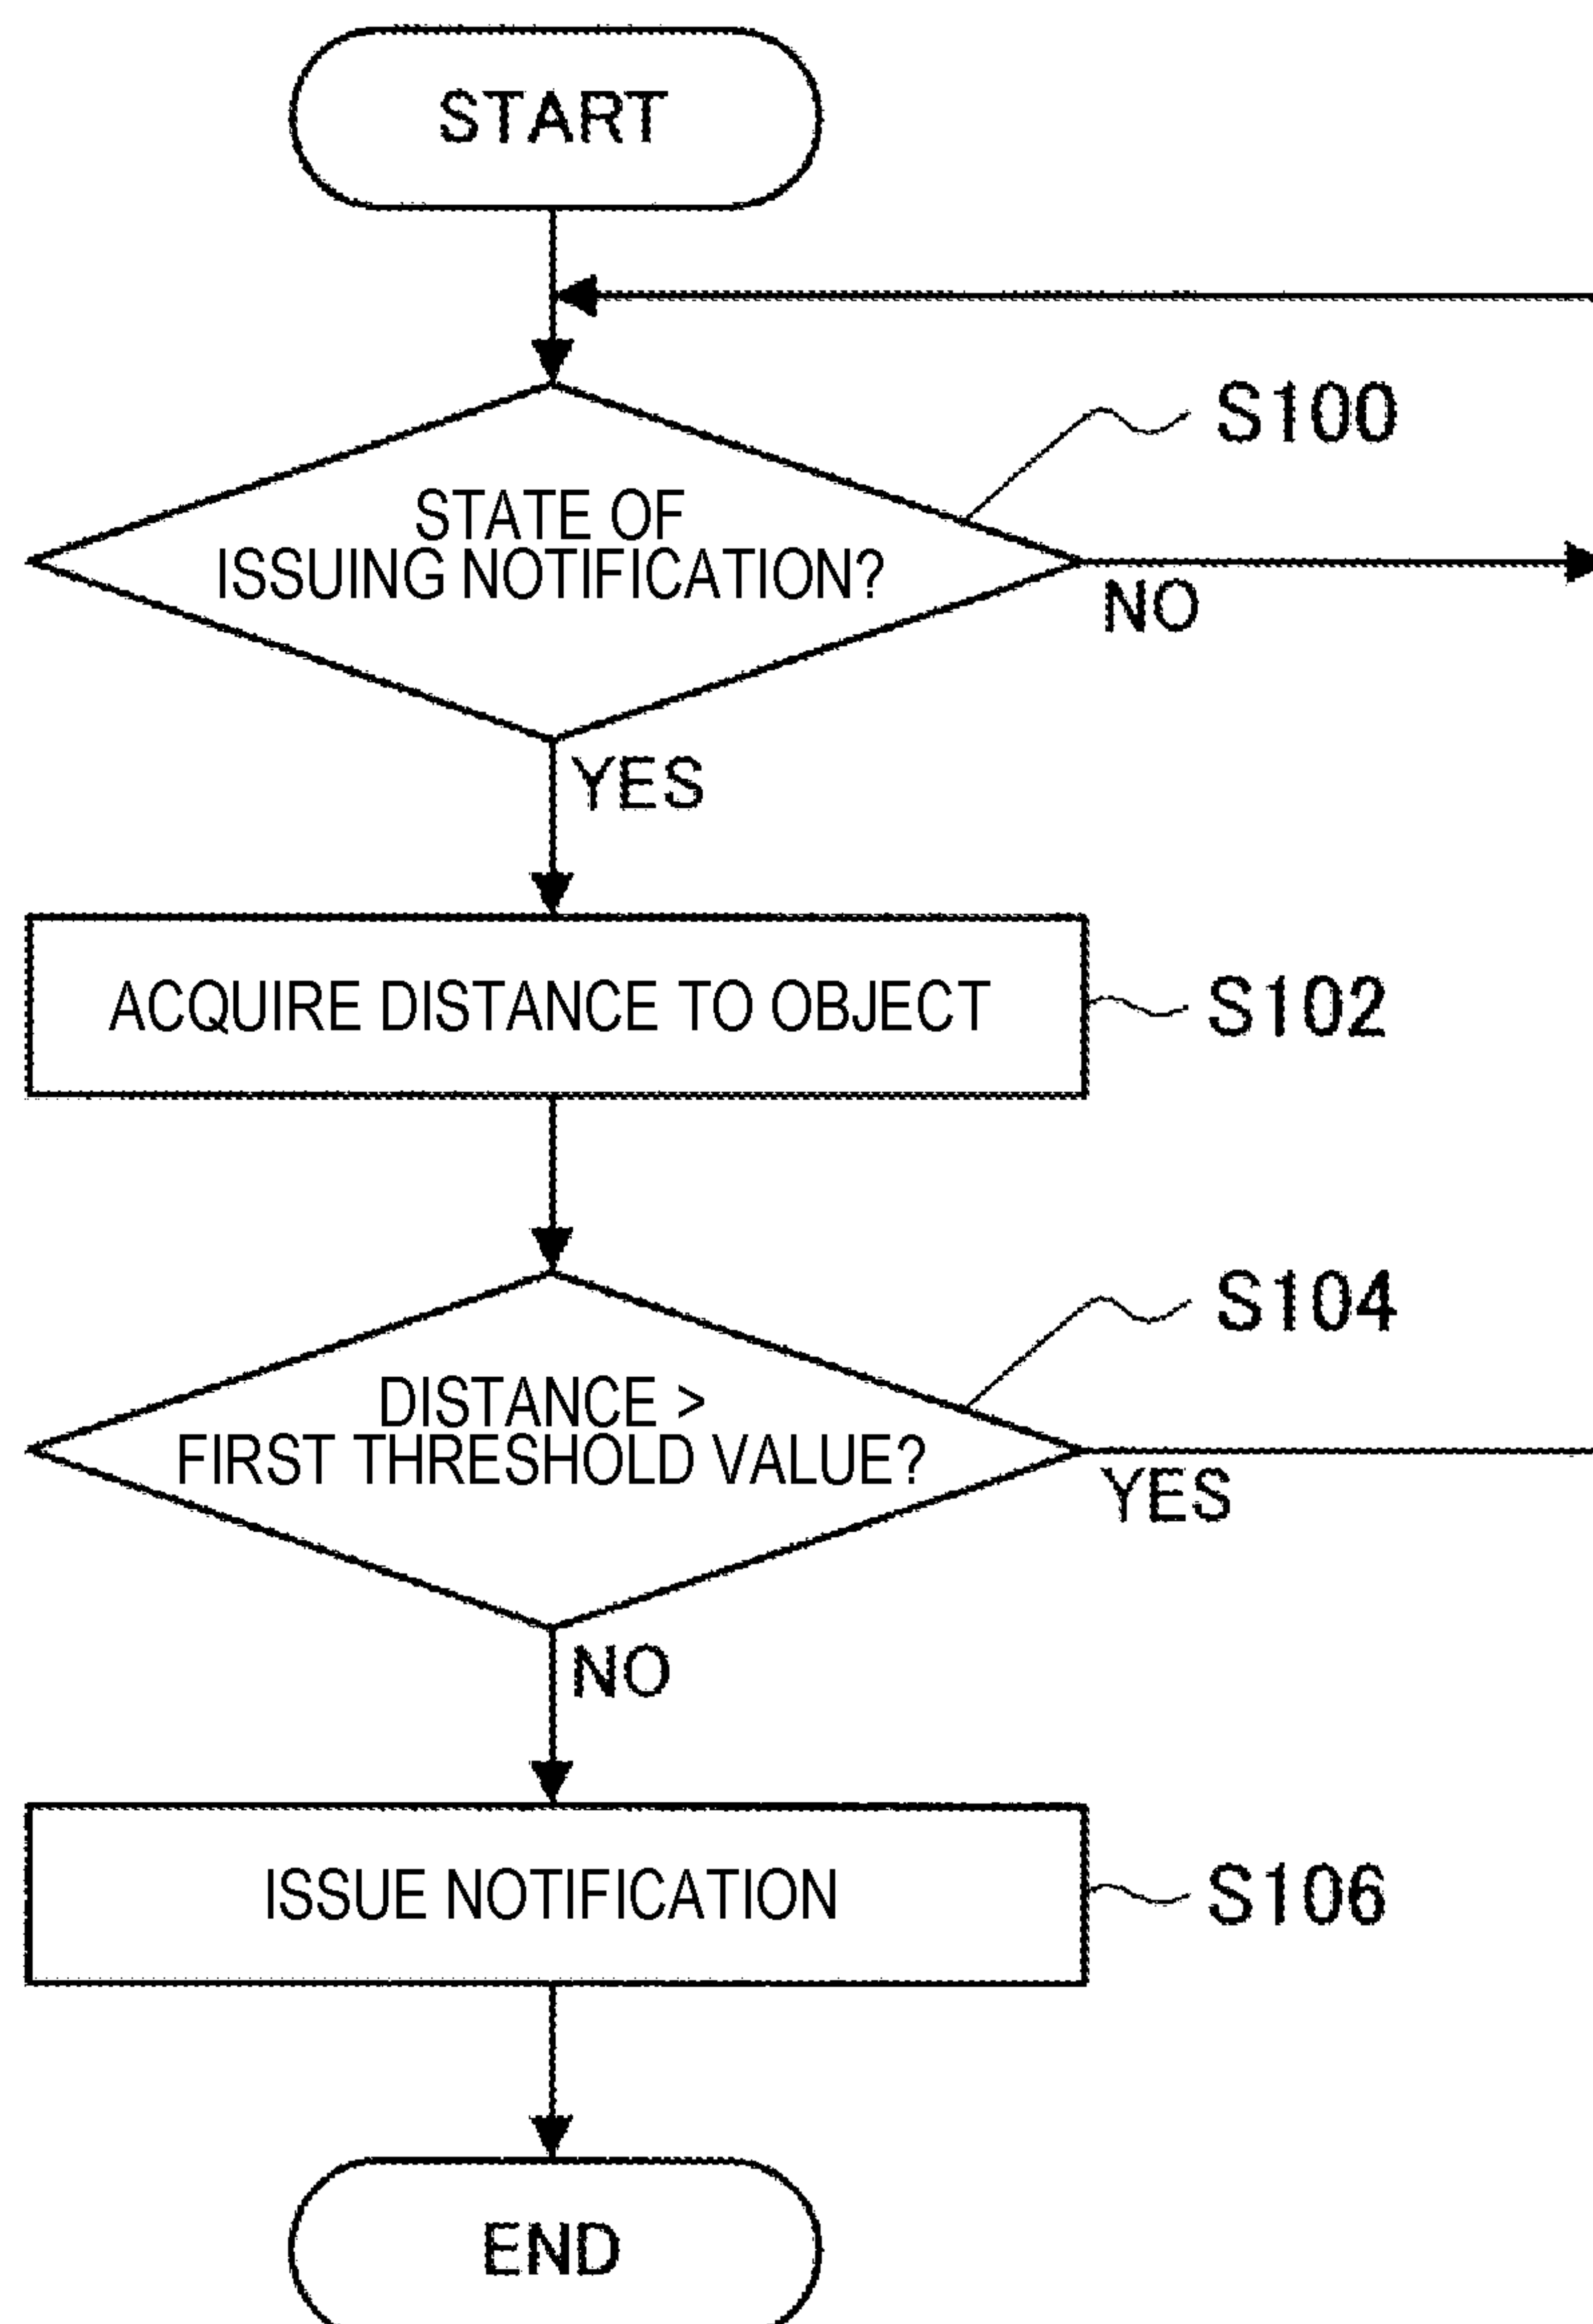 START
S100
STATE OF
ISSUING NOTIFICATION?
NO
YES
ACQUIRE DISTANCE TO OBJECT
S102
S104
DISTANCE >
FIRST THRESHOLD VALUE?
YES
NO
ISSUE NOTIFICATION
S106
END